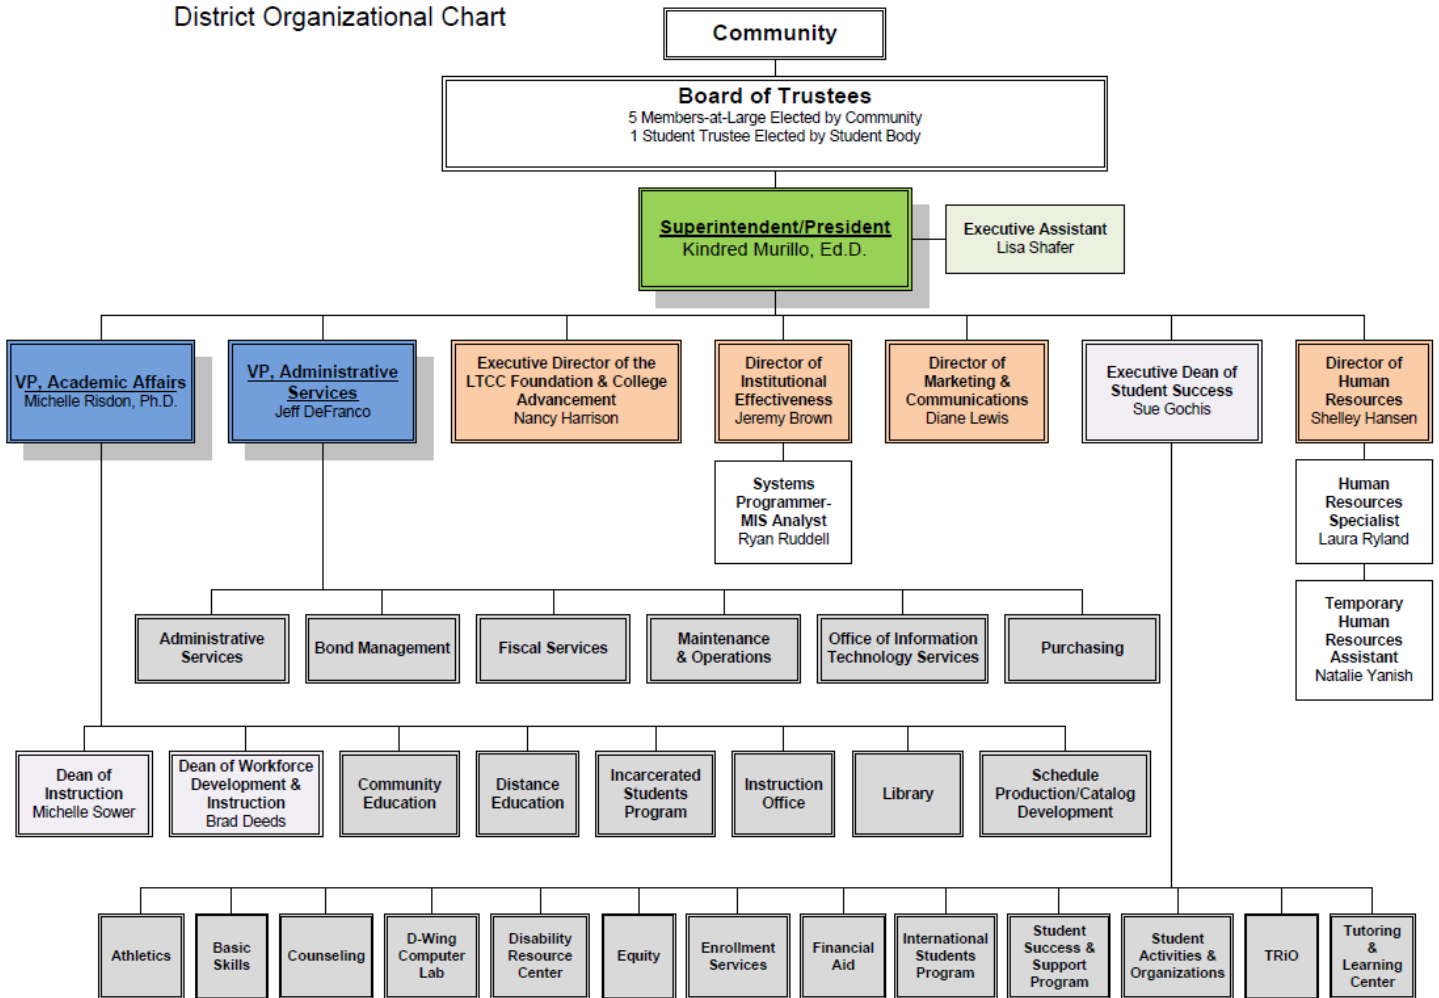 District Organizational Chart
Community
Board of Trustees
5 Members-at-Large Elected by Community
1 Student Trustee Elected by Student Body
Superintendent/President
Kindred Murillo, Ed.D.
Executive Assistant
Lisa Shafer
VP, Academic Affairs
Michelle Risdon, Ph.D.
VP, Administrative
Services
Jeff DeFranco
Executive Director of the
LTCC Foundation & College
Advancement
Nancy Harrison
Director of
Institutional
Effectiveness
Jeremy Brown
Director of
Marketing &
Communications
Diane Lewis
Executive Dean of
Student Success
Sue Gochis
Director of
Human
Resources
Shelley Hansen
Systems
Programmer-
MIS Analyst
Ryan Ruddell
Human
Resources
Specialist
Laura Ryland
Temporary
Human
Resources
Assistant
Natalie Yanish
Administrative
Services
Bond Management
Fiscal Services
Maintenance
& Operations
Office of Information
Technology Services
Purchasing
Dean of
Instruction
Michelle Sower
Dean of Workforce
Development &
Instruction
Brad Deeds
Community
Education
Distance
Education
Incarcerated
Students
Program
Instruction
Office
Library
Schedule
Production/Catalog
Development
Athletics
Basic
Skills
Counseling
D-Wing
Computer
Lab
Disability
Resource
Center
Equity
Enrollment
Services
Financial
Aid
International
Students
Program
Student
Success &
Support
Program
Student
Activities &
Organizations
TRiO
Tutoring
&
Learning
Center